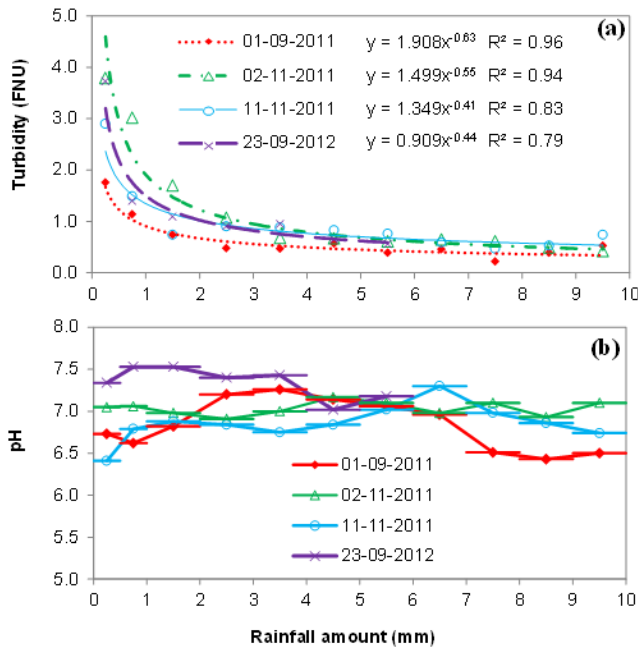 (a)
Turbidity (FNU)
5.0
4.0
3.0
2.0
1.0
0.0
01-09-2011 y = 1.908x^-0.63 R² = 0.96
02-11-2011 y = 1.499x^-0.55 R² = 0.94
11-11-2011 y = 1.349x^-0.41 R² = 0.83
23-09-2012 y = 0.909x^-0.44 R² = 0.79
0 1 2 3 4 5 6 7 8 9 10
(b)
pH
8.0
7.5
7.0
6.5
6.0
5.5
5.0
01-09-2011
02-11-2011
11-11-2011
23-09-2012
0 1 2 3 4 5 6 7 8 9 10
Rainfall amount (mm)